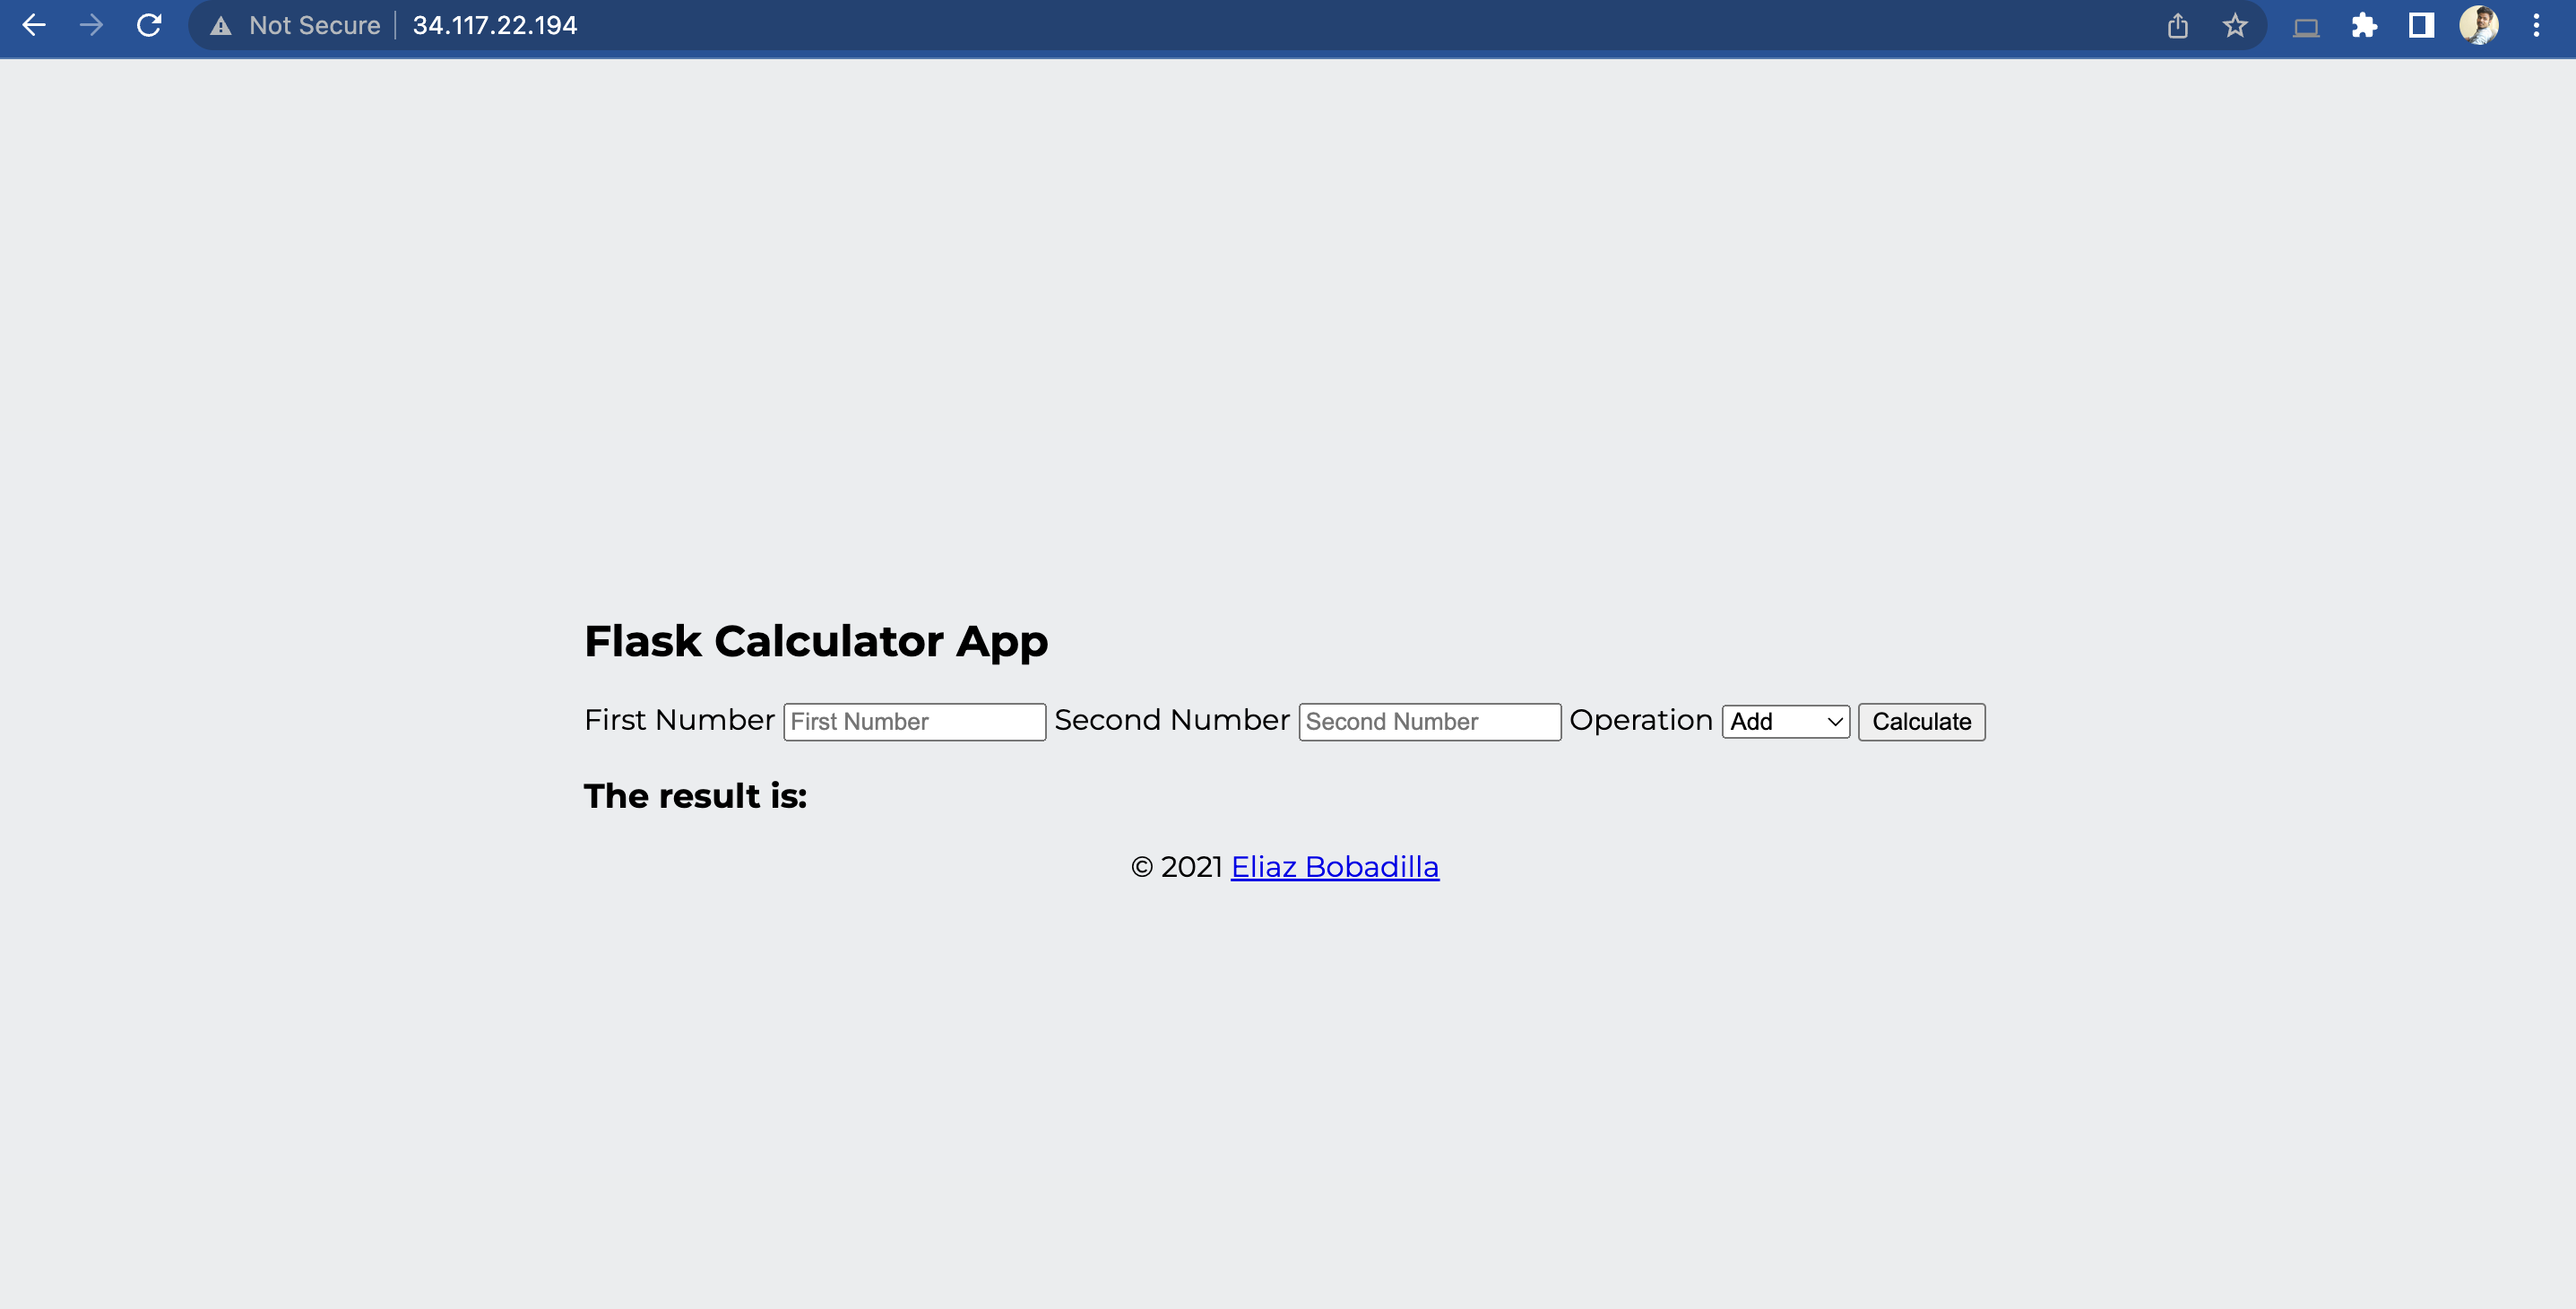 Not Secure 34.117.22.194
Flask Calculator App
First Number First Number Second Number Second Number Operation Add Calculate
The result is:
© 2021 Eliaz Bobadilla